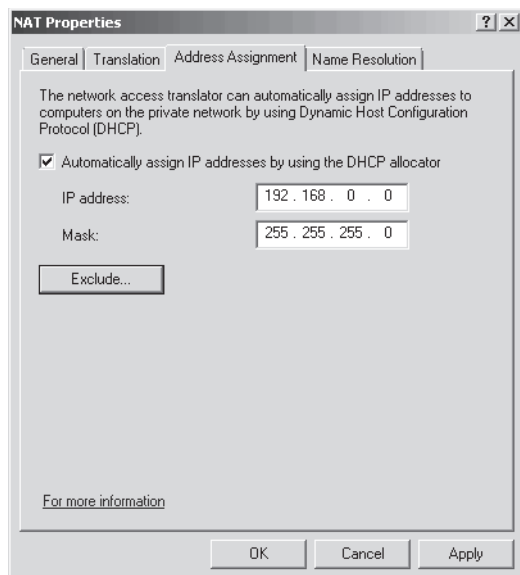 NAT Properties
? X
General Translation Address Assignment Name Resolution
The network access translator can automatically assign IP addresses to
computers on the private network by using Dynamic Host Configuration
Protocol (DHCP).
Automatically assign IP addresses by using the DHCP allocator
IP address: 192 . 168 . 0 . 0
Mask: 255 . 255 . 255 . 0
Exclude...
For more information
OK Cancel Apply